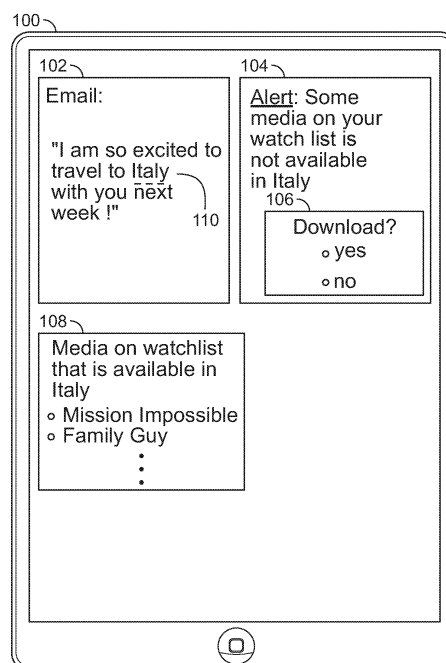 100
102
Email:
"I am so excited to
travel to Italy
with you next
week !"
110
104
Alert: Some
media on your
watch list is
not available
in Italy
106
Download?
yes
no
108
Media on watchlist
that is available in
Italy
Mission Impossible
Family Guy